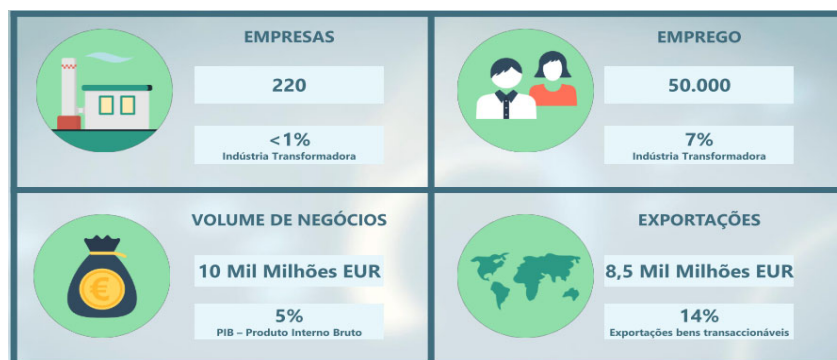 EMPRESAS
220
<1%
Indústria Transformadora
EMPREGO
50.000
7%
Indústria Transformadora
VOLUME DE NEGÓCIOS
10 Mil Milhões EUR
5%
PIB – Produto Interno Bruto
EXPORTAÇÕES
8,5 Mil Milhões EUR
14%
Exportações bens transaccionáveis